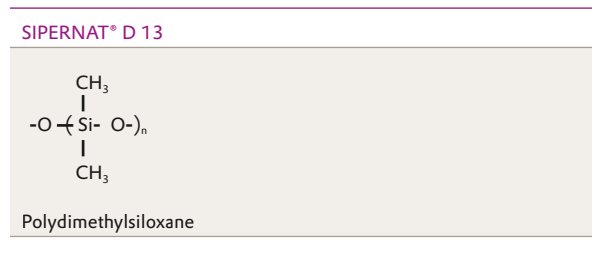 SIPERNAT® D 13
CH₃
-O-(Si- O-)ₙ
CH₃
Polydimethylsiloxane